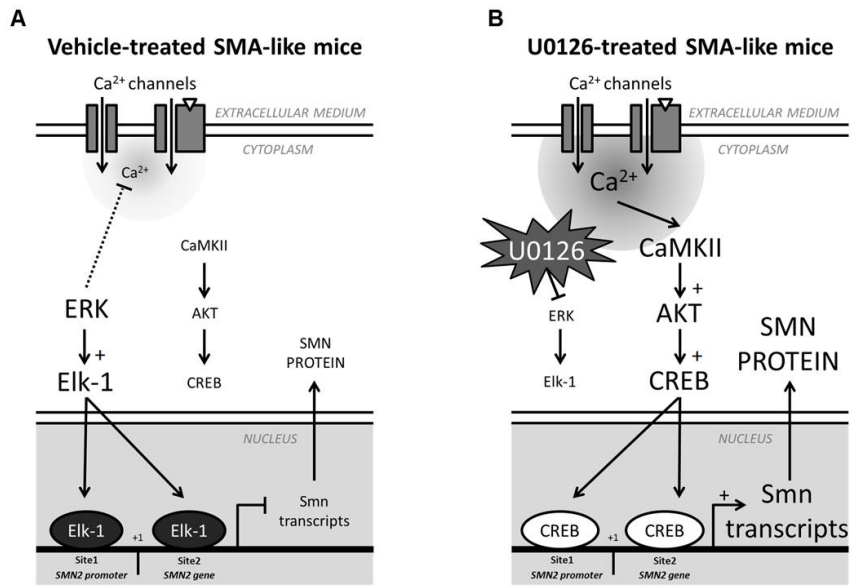 A
Vehicle-treated SMA-like mice
Ca²⁺ channels
EXTRACELLULAR MEDIUM
CYTOPLASM
Ca²⁺
CaMKII
ERK
AKT
+
SMN
PROTEIN
Elk-1
CREB
NUCLEUS
Smn
transcripts
Elk-1
Elk-1
+1
Site1
Site2
SMN2 promoter
SMN2 gene
B
U0126-treated SMA-like mice
Ca²⁺ channels
EXTRACELLULAR MEDIUM
CYTOPLASM
Ca²⁺
U0126
CaMKII
+
ERK
AKT
SMN
PROTEIN
+
Elk-1
CREB
NUCLEUS
+
Smn
transcripts
CREB
CREB
+1
Site1
Site2
SMN2 promoter
SMN2 gene